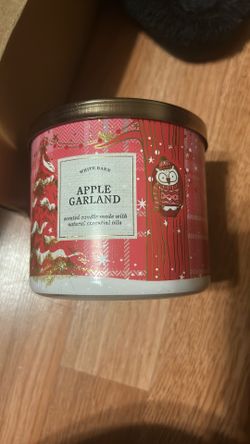 WHITE BARN
APPLE
GARLAND
scented candle made with
natural essential oils